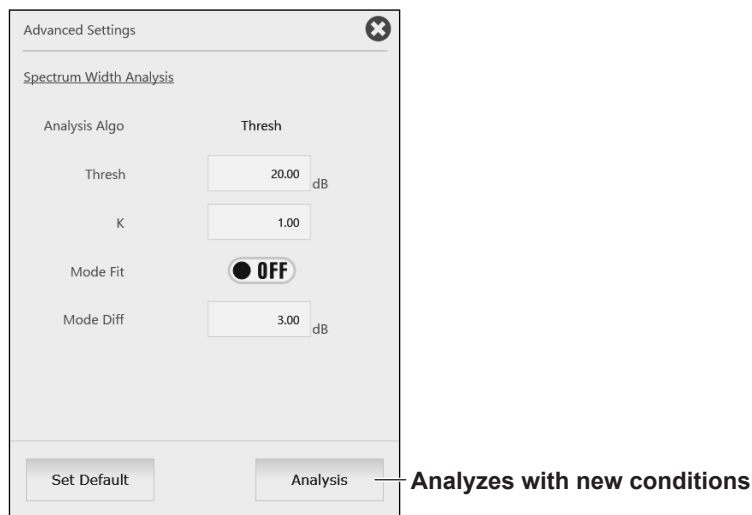 Advanced Settings
Spectrum Width Analysis
Analysis Algo Thresh
Thresh 20.00 dB
K 1.00
Mode Fit OFF
Mode Diff 3.00 dB
Set Default Analysis Analyzes with new conditions